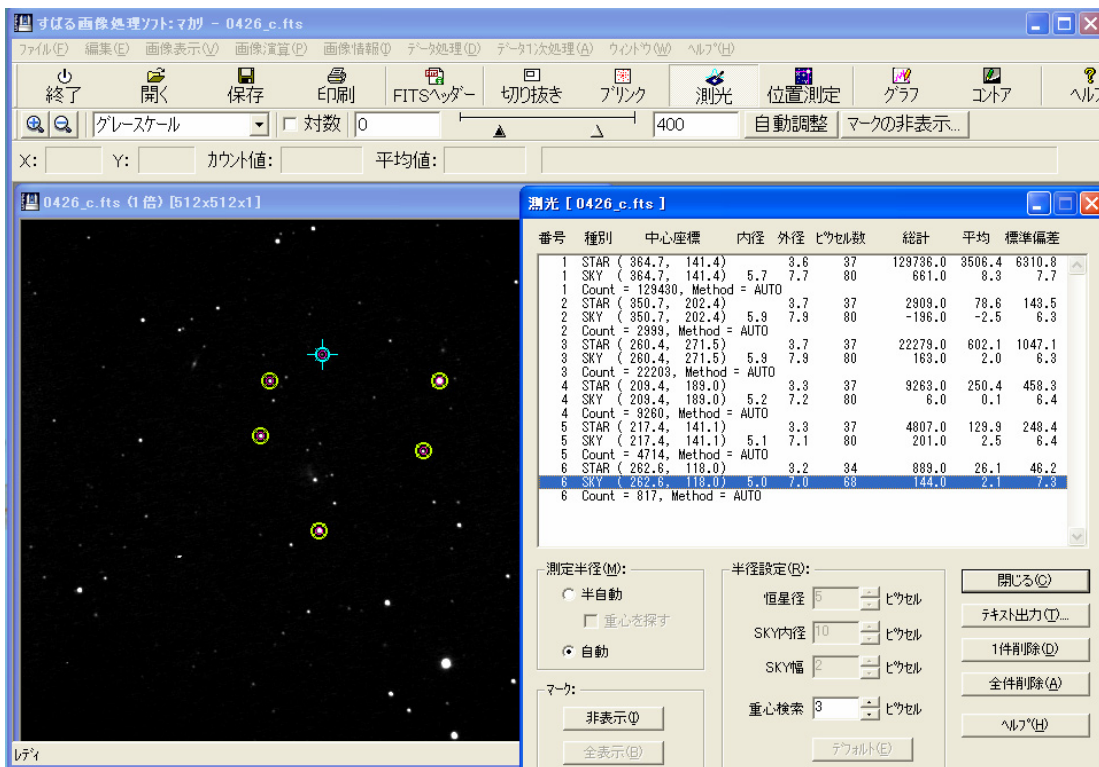 すばる画像処理ソフト:マカリ - 0426_c.fts
ファイル(F) 編集(E) 画像表示(V) 画像演算(P) 画像情報(I) データ処理(D) データ1次処理(A) ウィンドウ(W) ヘルプ(H)
終了 開く 保存 印刷 FITSヘッダー 切り抜き ブリンク 測光 位置測定 グラフ コントア ヘルプ
グレースケール 対数 0 400 自動調整 マークの非表示...
X: Y: カウント値: 平均値:
0426_c.fts (1倍) [512x512x1]
測光 [ 0426_c.fts ]
番号 種別 中心座標 内径 外径 ピクセル数 総計 平均 標準偏差
1 STAR ( 364.7, 141.4) 3.6 37 129736.0 3506.4 6310.8
1 SKY ( 364.7, 141.4) 5.7 7.7 80 661.0 8.3 7.7
1 Count = 129430, Method = AUTO
2 STAR ( 350.7, 202.4) 3.7 37 2909.0 78.6 143.5
2 SKY ( 350.7, 202.4) 5.9 7.9 80 -196.0 -2.5 6.3
2 Count = 2999, Method = AUTO
3 STAR ( 260.4, 271.5) 3.7 37 22279.0 602.1 1047.1
3 SKY ( 260.4, 271.5) 5.9 7.9 80 163.0 2.0 6.3
3 Count = 22203, Method = AUTO
4 STAR ( 209.4, 189.0) 3.3 37 9263.0 250.4 458.3
4 SKY ( 209.4, 189.0) 5.2 7.2 80 6.0 0.1 6.4
4 Count = 9260, Method = AUTO
5 STAR ( 217.4, 141.1) 3.3 37 4807.0 129.9 248.4
5 SKY ( 217.4, 141.1) 5.1 7.1 80 201.0 2.5 6.4
5 Count = 4714, Method = AUTO
6 STAR ( 262.6, 118.0) 3.2 34 889.0 26.1 46.2
6 SKY ( 262.6, 118.0) 5.0 7.0 68 144.0 2.1 7.3
6 Count = 817, Method = AUTO
測定半径(M):
半自動
重心を探す
自動
マーク:
非表示(I)
全表示(B)
半径設定(R):
恒星径 5 ピクセル
SKY内径 10 ピクセル
SKY幅 2 ピクセル
重心検索 3 ピクセル
デフォルト(E)
閉じる(C)
テキスト出力(T)...
1件削除(D)
全件削除(A)
ヘルプ(H)
レディ